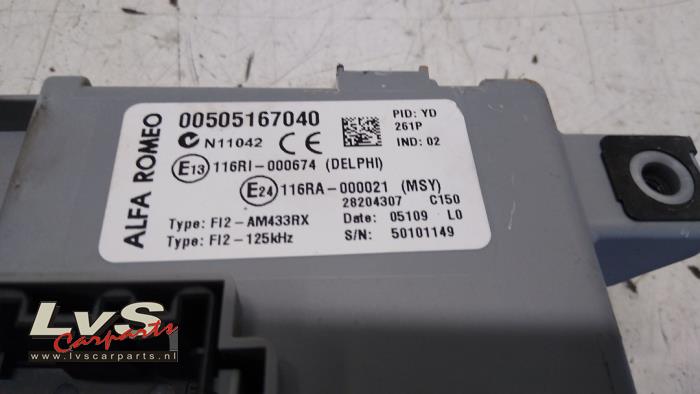 ALFA ROMEO
00505167040
PID: YD
261P
N11042 CE
IND: 02
E13 116RI-000674 (DELPHI)
E24 116RA-000021 (MSY)
28204307 C150
Type: FI2-AM433RX
Date: 05109 L0
Type: FI2-125kHz
S/N: 50101149
LvS
Carparts
www.lvscarparts.nl